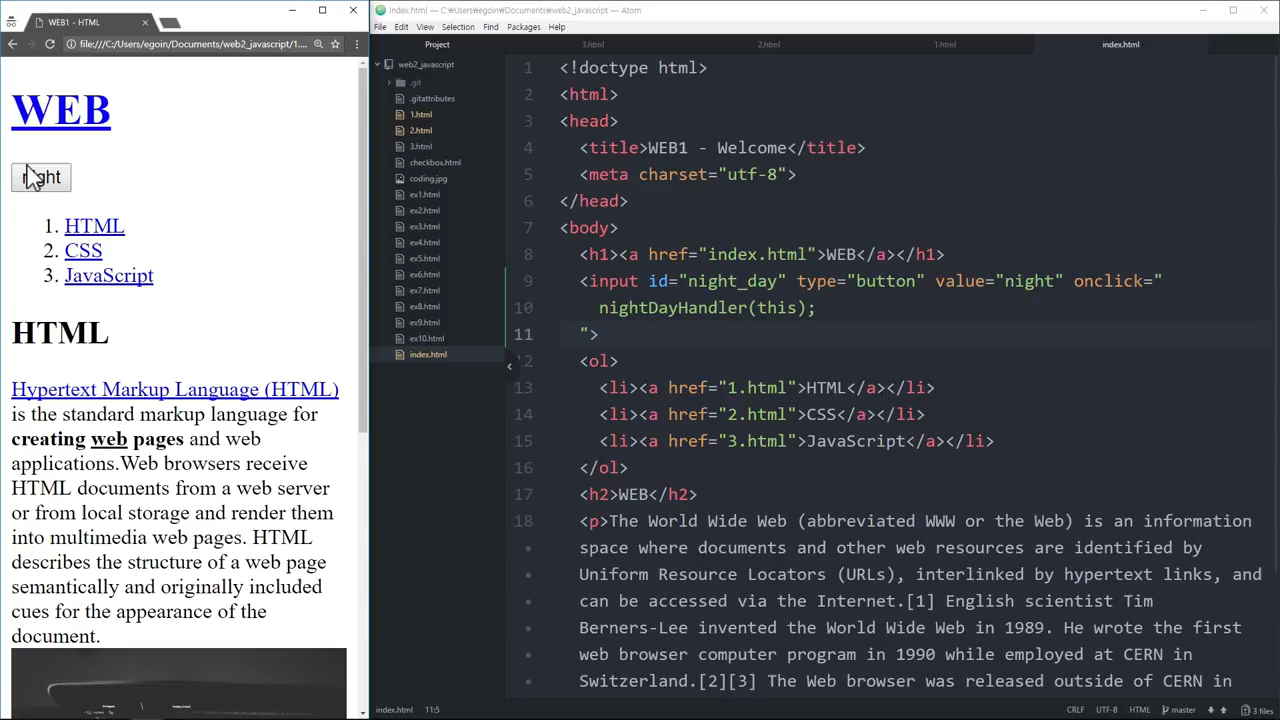 WEB1 - HTML
file:///C:/Users/egoin/Documents/web2_javascript/1....
WEB
night
1. HTML
2. CSS
3. JavaScript
HTML
Hypertext Markup Language (HTML)
is the standard markup language for
creating web pages and web
applications.Web browsers receive
HTML documents from a web server
or from local storage and render them
into multimedia web pages. HTML
describes the structure of a web page
semantically and originally included
cues for the appearance of the
document.
index.html — C:₩Users₩egoin₩Documents₩web2_javascript — Atom
File Edit View Selection Find Packages Help
Project
web2_javascript
.git
.gitattributes
1.html
2.html
3.html
checkbox.html
coding.jpg
ex1.html
ex2.html
ex3.html
ex4.html
ex5.html
ex6.html
ex7.html
ex8.html
ex9.html
ex10.html
index.html
3.html 2.html 1.html index.html
1 <!doctype html>
2 <html>
3 <head>
4 <title>WEB1 - Welcome</title>
5 <meta charset="utf-8">
6 </head>
7 <body>
8 <h1><a href="index.html">WEB</a></h1>
9 <input id="night_day" type="button" value="night" onclick="
10 nightDayHandler(this);
11 ">
12 <ol>
13 <li><a href="1.html">HTML</a></li>
14 <li><a href="2.html">CSS</a></li>
15 <li><a href="3.html">JavaScript</a></li>
16 </ol>
17 <h2>WEB</h2>
18 <p>The World Wide Web (abbreviated WWW or the Web) is an information
space where documents and other web resources are identified by
Uniform Resource Locators (URLs), interlinked by hypertext links, and
can be accessed via the Internet.[1] English scientist Tim
Berners-Lee invented the World Wide Web in 1989. He wrote the first
web browser computer program in 1990 while employed at CERN in
Switzerland.[2][3] The Web browser was released outside of CERN in
index.html 11:5 CRLF UTF-8 HTML master 3 files